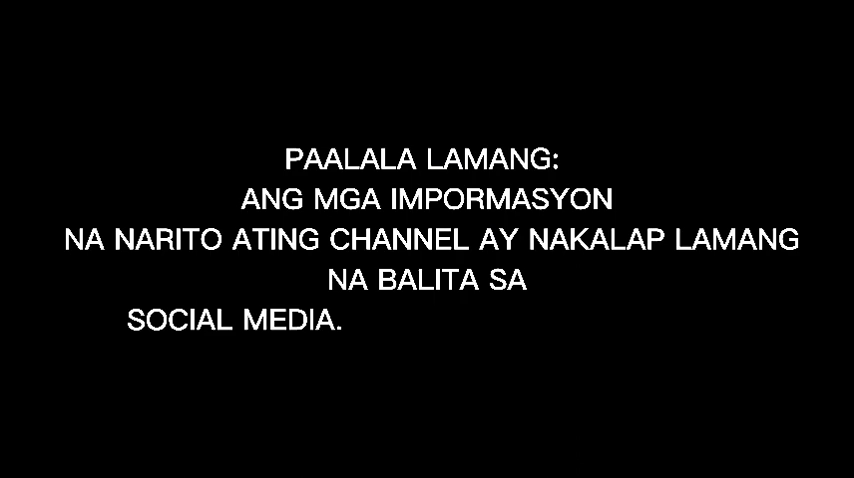 PAALALA LAMANG:
ANG MGA IMPORMASYON
NA NARITO ATING CHANNEL AY NAKALAP LAMANG
NA BALITA SA
SOCIAL MEDIA.